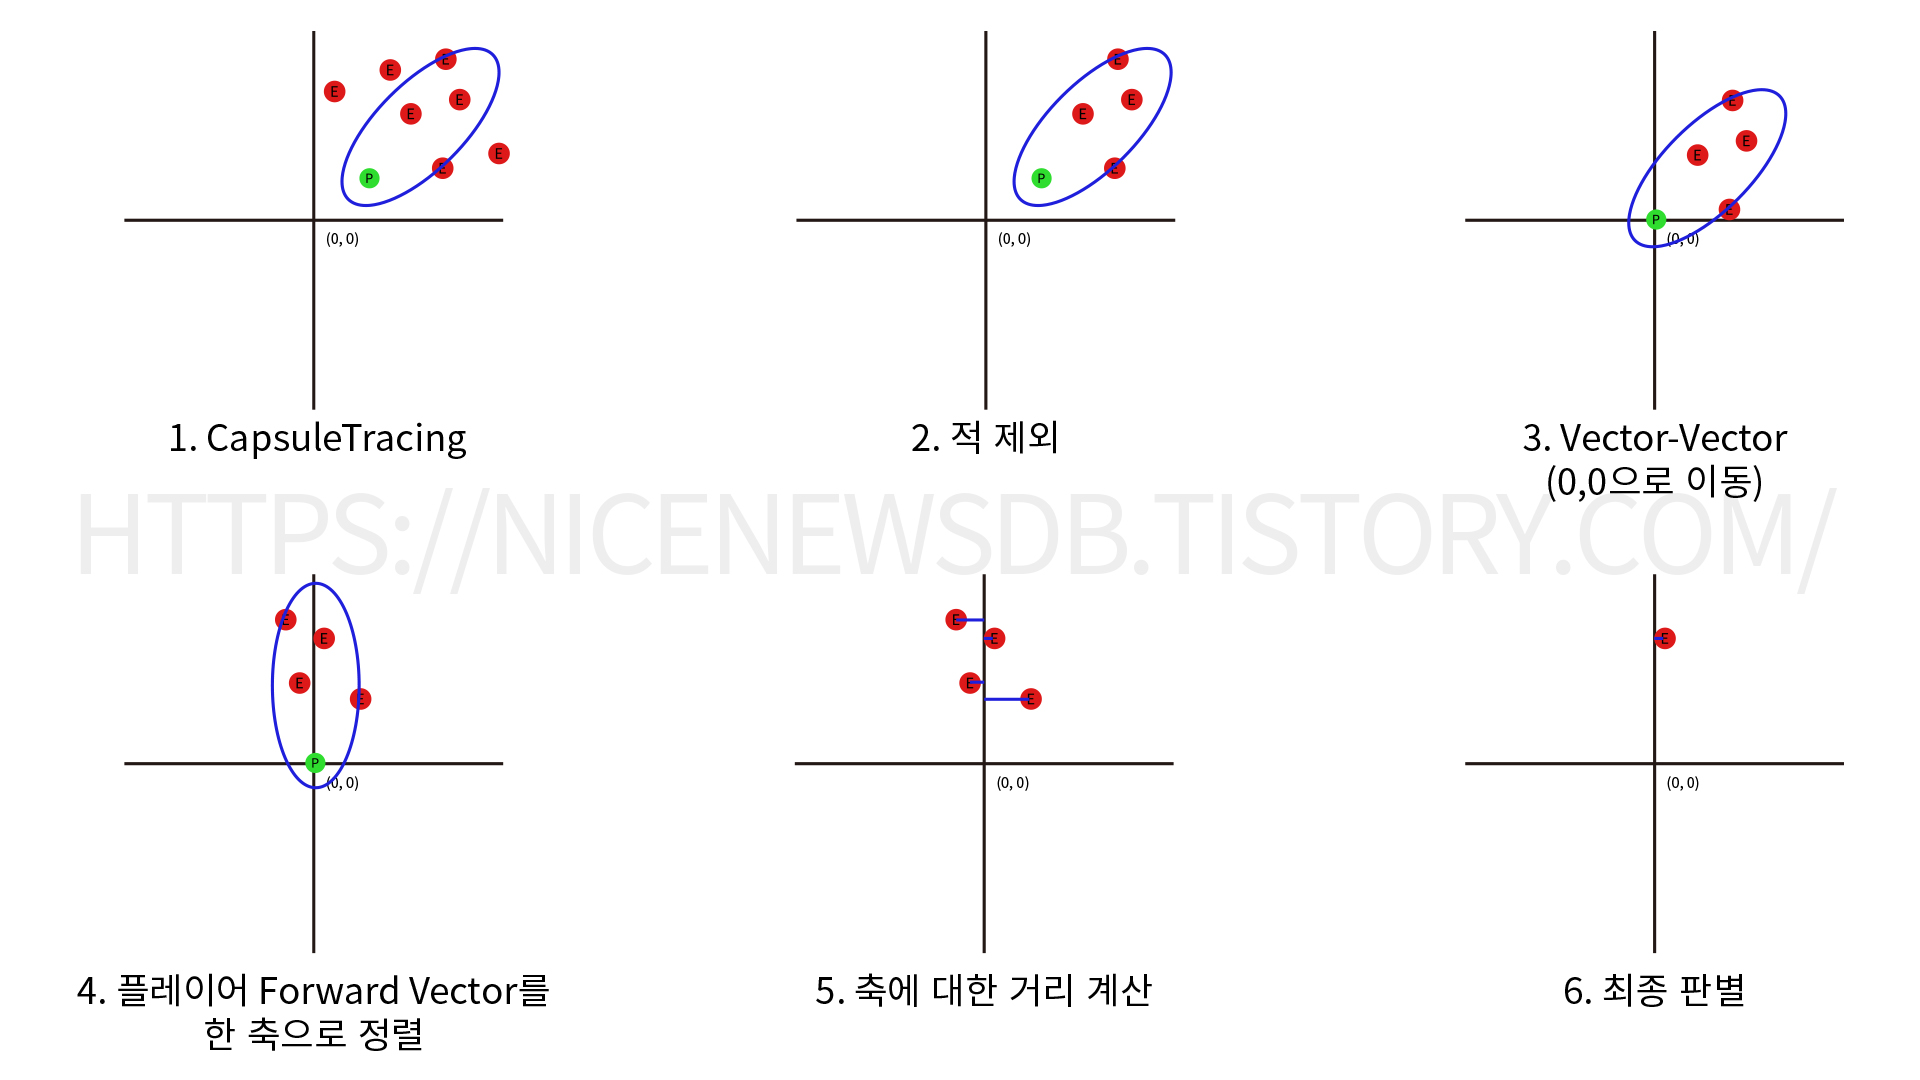 E
E
E
E
E
E
E
P
(0, 0)
1. CapsuleTracing
E
E
E
E
P
(0, 0)
2. 적 제외
E
E
E
E
P
(0, 0)
3. Vector-Vector
(0,0으로 이동)
HTTPS://NICENEWSDB.TISTORY.COM/
E
E
E
E
P
(0, 0)
4. 플레이어 Forward Vector를
한 축으로 정렬
E
E
E
E
(0, 0)
5. 축에 대한 거리 계산
E
(0, 0)
6. 최종 판별